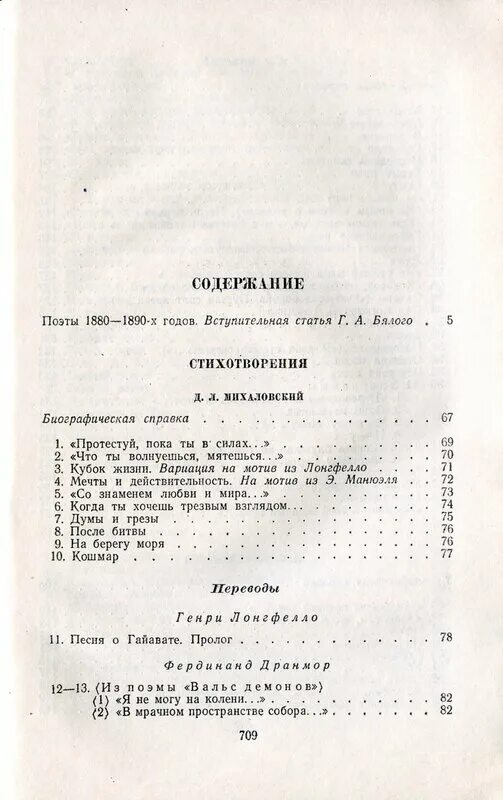 СОДЕРЖАНИЕ
Поэты 1880—1890-х годов. Вступительная статья Г. А. Бялого . 5
СТИХОТВОРЕНИЯ
Д. Л. МИХАЛОВСКИЙ
Биографическая справка . . . . . . . . . . . . . 67
1. «Протестуй, пока ты в силах...» . . . . . . . . . . . 69
2. «Что ты волнуешься, мятешься...» . . . . . . . . . . 70
3. Кубок жизни. Вариация на мотив из Лонгфелло . . . . 71
4. Мечты и действительность. На мотив из Э. Манюэля . . 72
5. «Со знаменем любви и мира...» . . . . . . . . . . . 73
6. Когда ты хочешь трезвым взглядом... . . . . . . . . . 74
7. Думы и грезы . . . . . . . . . . . . . . . . 75
8. После битвы . . . . . . . . . . . . . . . . 76
9. На берегу моря . . . . . . . . . . . . . . . 76
10. Кошмар . . . . . . . . . . . . . . . . . . 77
Переводы
Генри Лонгфелло
11. Песня о Гайавате. Пролог . . . . . . . . . . . . 78
Фердинанд Дранмор
12—13. ⟨Из поэмы «Вальс демонов»⟩
⟨1⟩ «Я не могу на колени...» . . . . . . . . . . 82
⟨2⟩ «В мрачном пространстве собора...» . . . . . . . 82
709